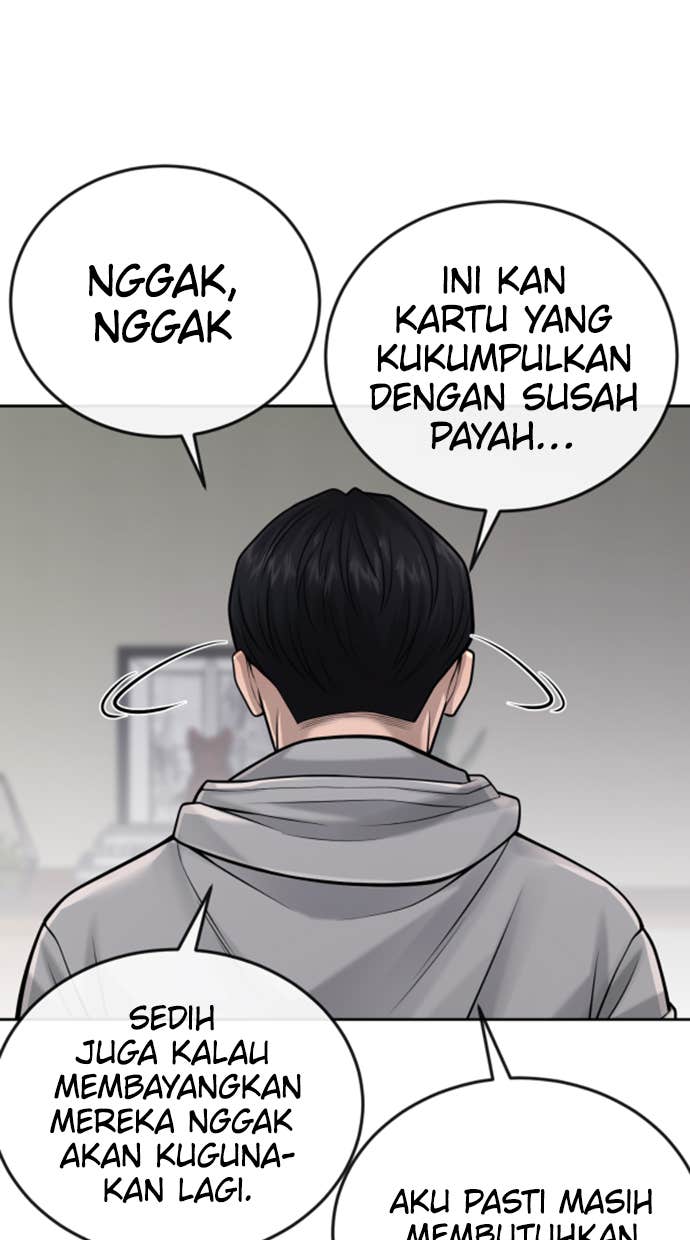 NGGAK,
NGGAK
INI KAN
KARTU YANG
KUKUMPULKAN
DENGAN SUSAH
PAYAH...
SEDIH
JUGA KALAU
MEMBAYANGKAN
MEREKA NGGAK
AKAN KUGUNA-
KAN LAGI.
AKU PASTI MASIH
MEMBUTUHKAN